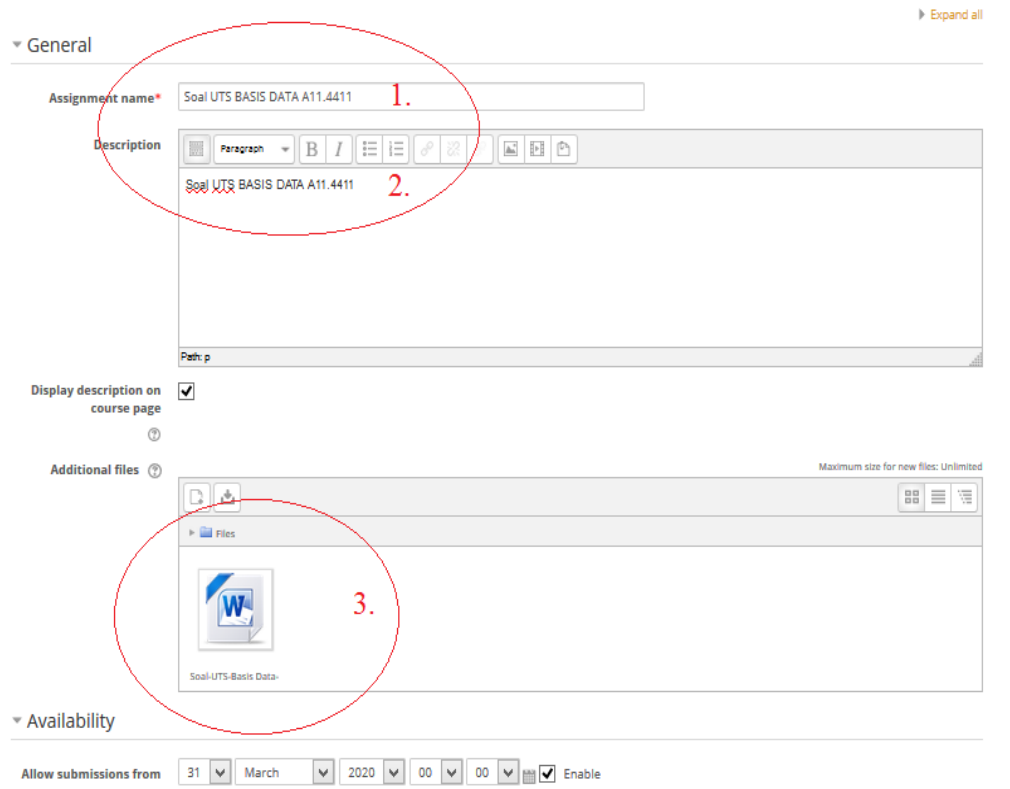 Expand all
General
Assignment name*
Soal UTS BASIS DATA A11.4411
1.
Description
Paragraph
B I
Soal UTS BASIS DATA A11.4411
2.
Path: p
Display description on
course page
Additional files
Maximum size for new files: Unlimited
Files
W
3.
Soal-UTS-Basis Data-
Availability
Allow submissions from 31 March 2020 00 00 Enable